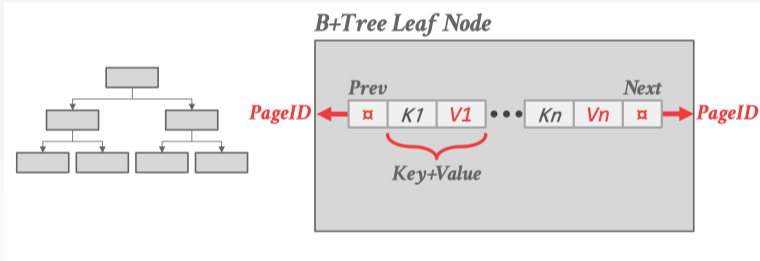 B+Tree Leaf Node
Prev
Next
PageID
¤ K1 V1 ••• Kn Vn ¤
PageID
Key+Value